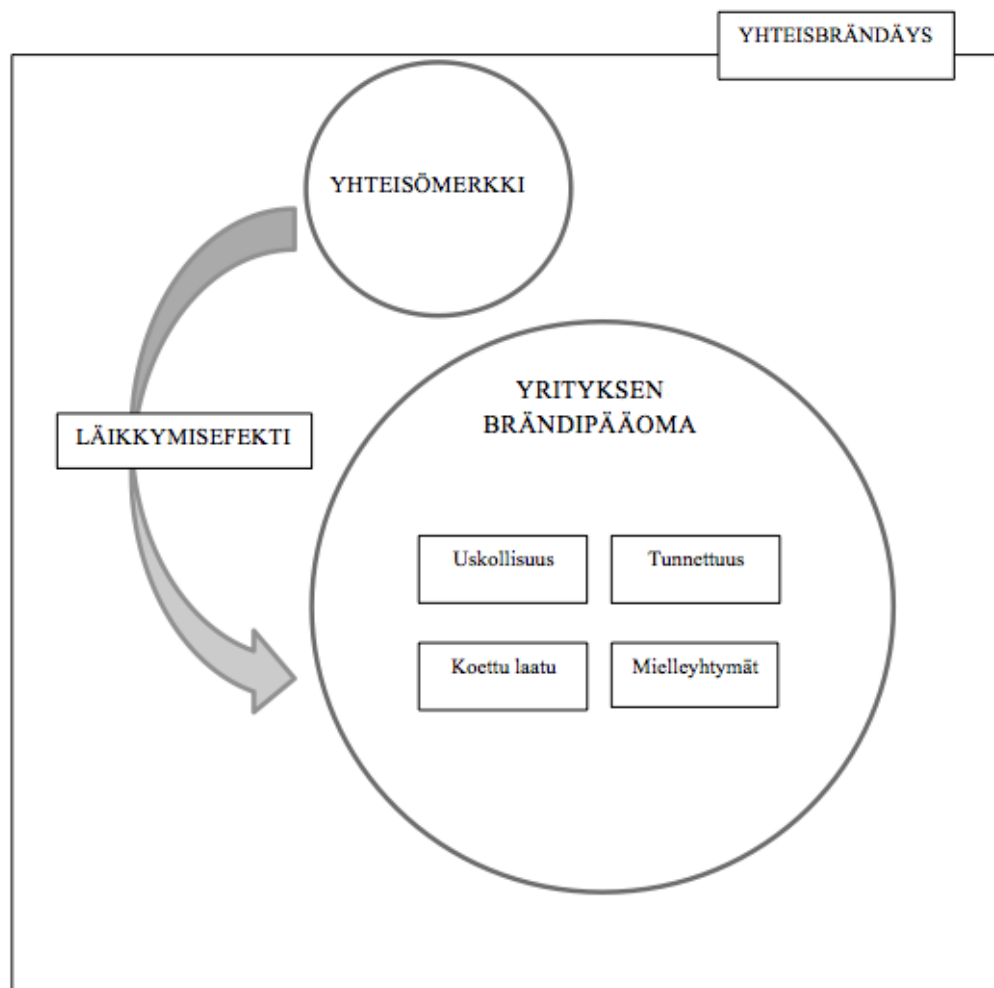 YHTEISBRÄNDÄYS
YHTEISÖMERKKI
YRITYKSEN
BRÄNDIPÄÄOMA
LÄIKKYMISEFEKTI
Uskollisuus
Tunnettuus
Koettu laatu
Mielleyhtymät